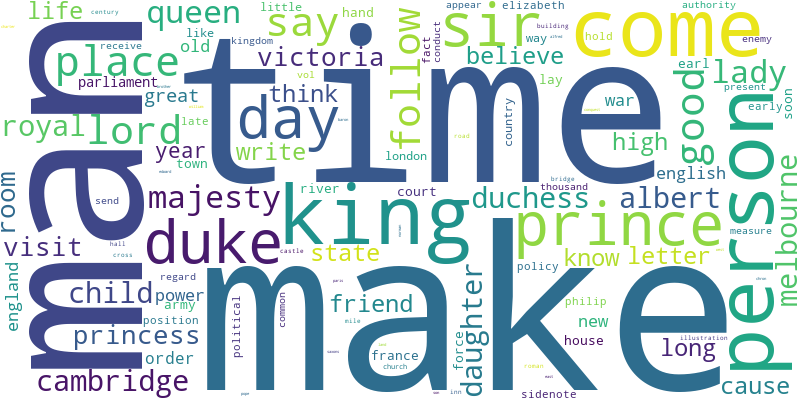 life
century
queen
little
hand
appear
elizabeth
building
authority
say
sir
come
like
old
kingdom
way
alfred
hold
enemy
receive
place
victoria
fact
conduct
follow
believe
earl
lady
parliament
vol
present
great
think
lay
man
time
day
country
war
good
early
soon
royal
lord
late
write
high
year
town
london
road
person
river
bridge
english
room
send
majesty
court
thousand
duchess
albert
melbourne
king
prince
visit
hall
cross
duke
castle
state
know
letter
measure
england
regard
paris
policy
child
power
common
friend
daughter
philip
army
position
political
mile
new
princess
force
house
illustration
order
france
long
church
roman
make
east
cambridge
pope
inn
sidenote
cause